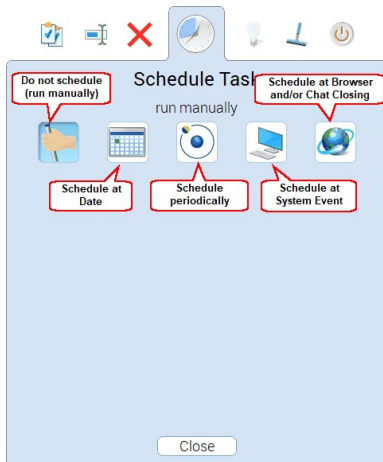 Do not schedule
(run manually)
Schedule Task
Schedule at Browser
and/or Chat Closing
run manually
Schedule at
Date
Schedule
periodically
Schedule at
System Event
Close